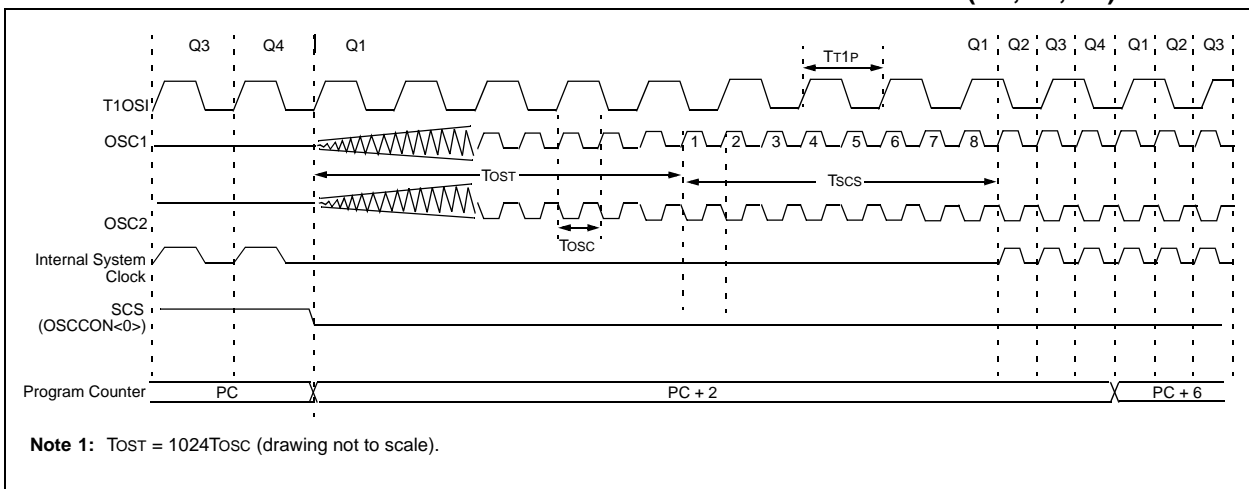 Q3 Q4 Q1 Q1 Q2 Q3 Q4 Q1 Q2 Q3
TT1P
T1OSI
OSC1
1 2 3 4 5 6 7 8
TOST
TSCS
OSC2
TOSC
Internal System
Clock
SCS
(OSCCON<0>)
Program Counter PC PC + 2 PC + 6
Note 1: TOST = 1024TOSC (drawing not to scale).